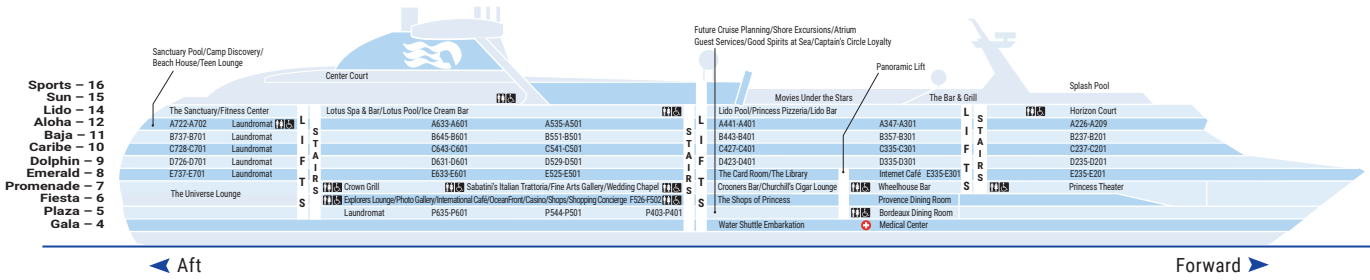 Future Cruise Planning/Shore Excursions/Atrium
Guest Services/Good Spirits at Sea/Captain's Circle Loyalty
Sanctuary Pool/Camp Discovery/
Beach House/Teen Lounge
Panoramic Lift
Center Court
Splash Pool
Sports – 16
Sun – 15
Movies Under the Stars
The Bar & Grill
Lido – 14
The Sanctuary/Fitness Center
Lotus Spa & Bar/Lotus Pool/Ice Cream Bar
Lido Pool/Princess Pizzeria/Lido Bar
Horizon Court
Aloha – 12
A722-A702 Laundromat A633-A601 A535-A501 A441-A401 A347-A301 A226-A209
Baja – 11
B737-B701 Laundromat B645-B601 B551-B501 B443-B401 B357-B301 B237-B201
Caribe – 10
C728-C701 Laundromat C643-C601 C541-C501 C427-C401 C335-C301 C237-C201
Dolphin – 9
D726-D701 Laundromat D631-D601 D529-D501 D423-D401 D335-D301 D235-D201
Emerald – 8
E737-E701 Laundromat E633-E601 E525-E501 The Card Room/The Library Internet Café E335-E301 E235-E201
Promenade – 7
The Universe Lounge
Crown Grill
Sabatini's Italian Trattoria/Fine Arts Gallery/Wedding Chapel
Crooners Bar/Churchill's Cigar Lounge
Wheelhouse Bar
Princess Theater
Fiesta – 6
Explorers Lounge/Photo Gallery/International Café/OceanFront/Casino/Shops/Shopping Concierge F526-F502
The Shops of Princess
Provence Dining Room
Plaza – 5
Laundromat P635-P601 P544-P501 P403-P401
Bordeaux Dining Room
Gala – 4
Water Shuttle Embarkation
Medical Center
LIFTS
STAIRS
STAIRS
LIFTS
LIFTS
STAIRS
Aft
Forward